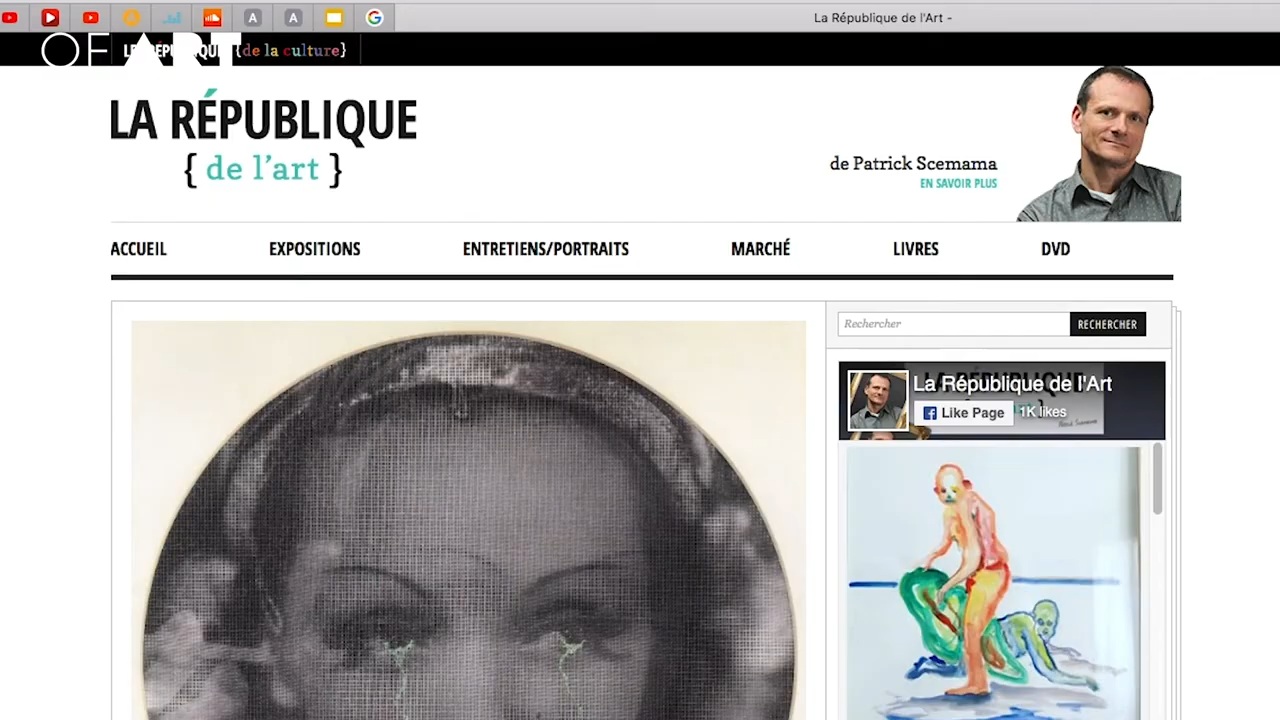 La République de l'Art -
OF ART
{de la culture}
LA RÉPUBLIQUE
{ de l'art }
de Patrick Scemama
EN SAVOIR PLUS
ACCUEIL EXPOSITIONS ENTRETIENS/PORTRAITS MARCHÉ LIVRES DVD
Rechercher RECHERCHER
La République de l'Art
Like Page 1K likes